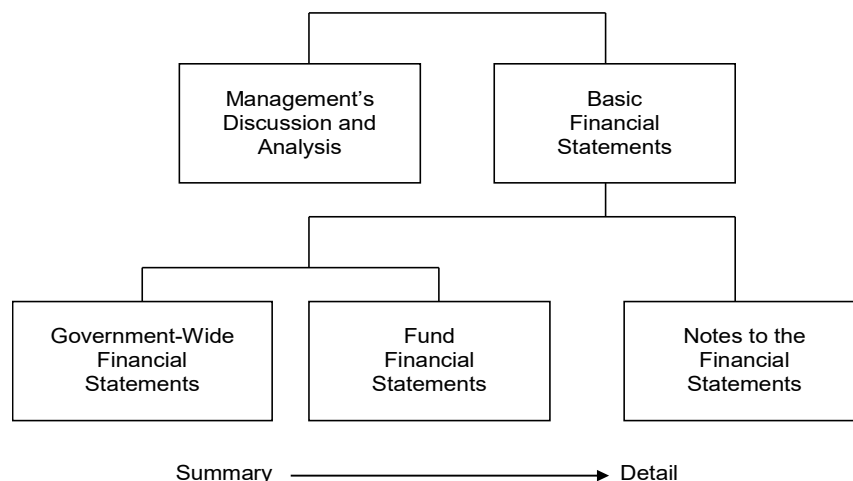 Management’s
Discussion and
Analysis
Basic
Financial
Statements
Government-Wide
Financial
Statements
Fund
Financial
Statements
Notes to the
Financial
Statements
Summary
Detail